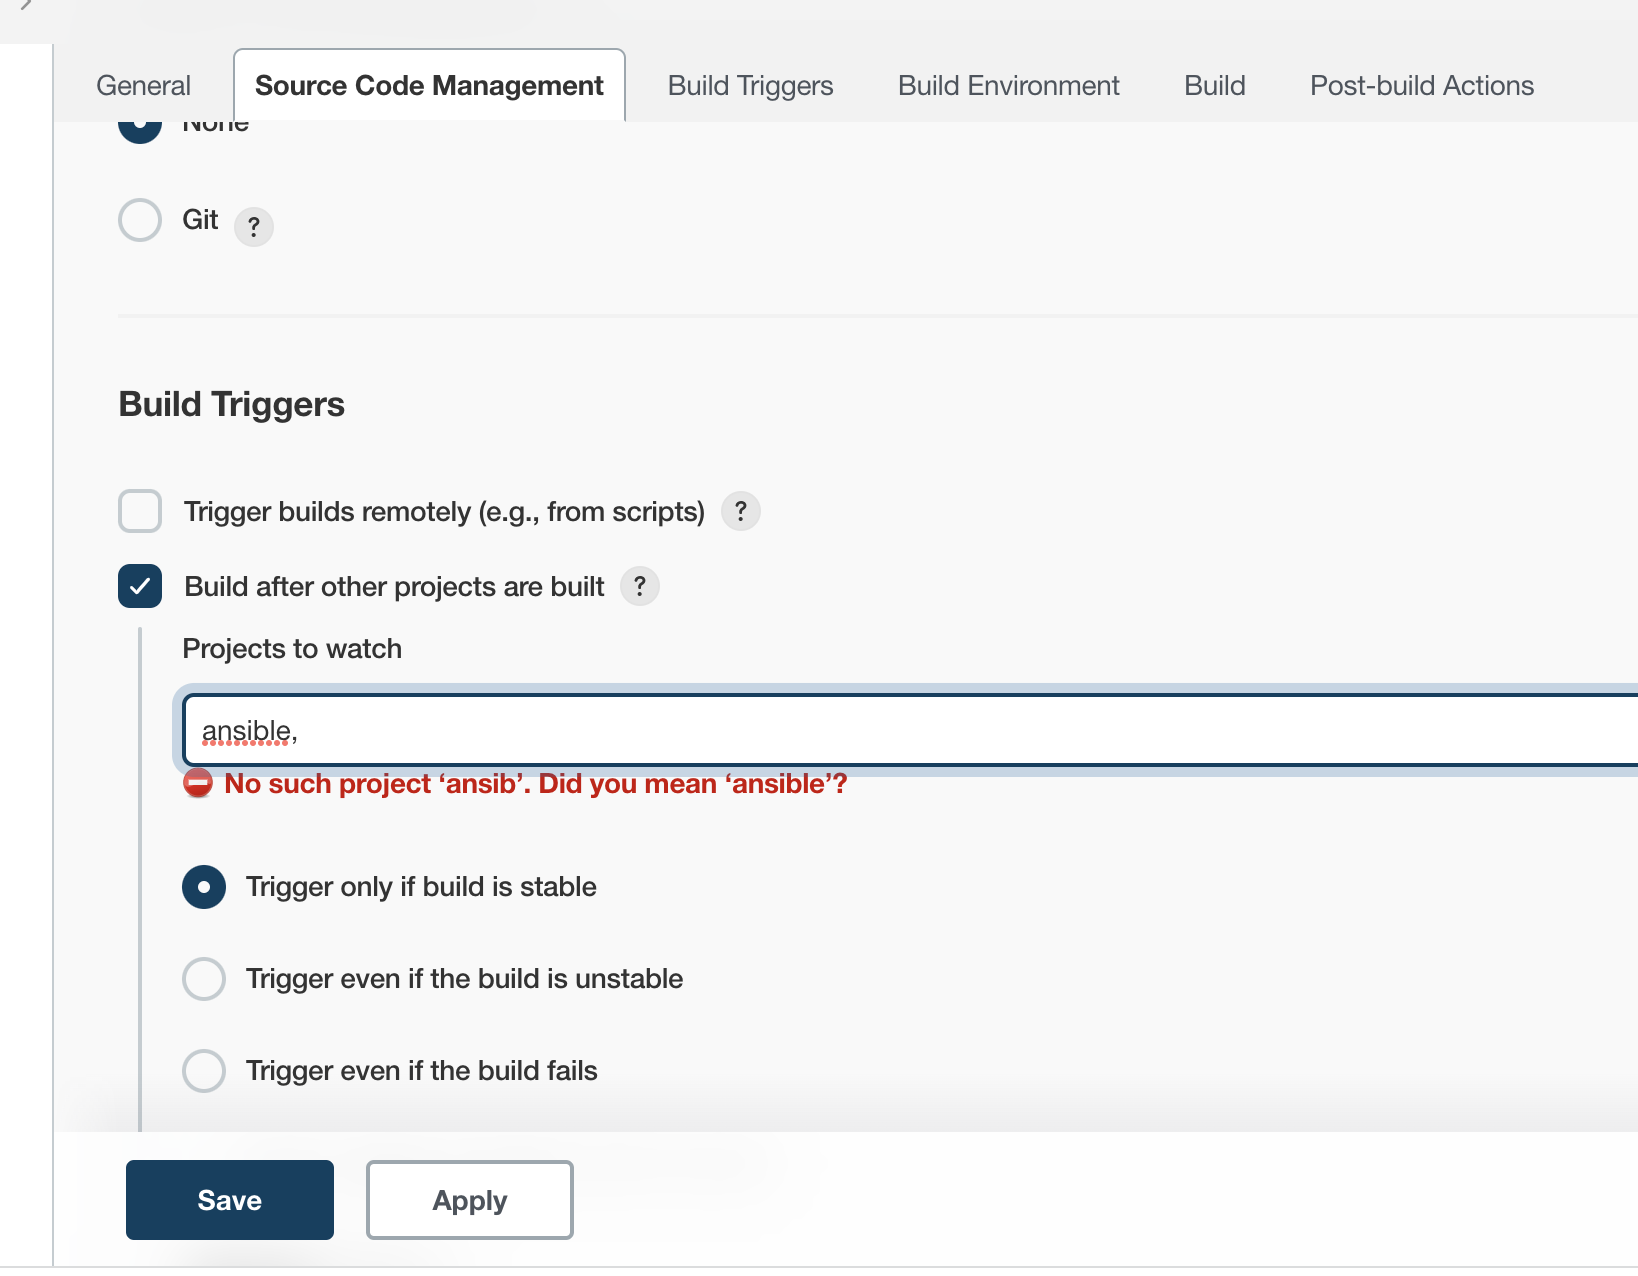 General Source Code Management Build Triggers Build Environment Build Post-build Actions
None
Git ?
Build Triggers
Trigger builds remotely (e.g., from scripts) ?
Build after other projects are built ?
Projects to watch
ansible,
No such project ‘ansib’. Did you mean ‘ansible’?
Trigger only if build is stable
Trigger even if the build is unstable
Trigger even if the build fails
Save Apply